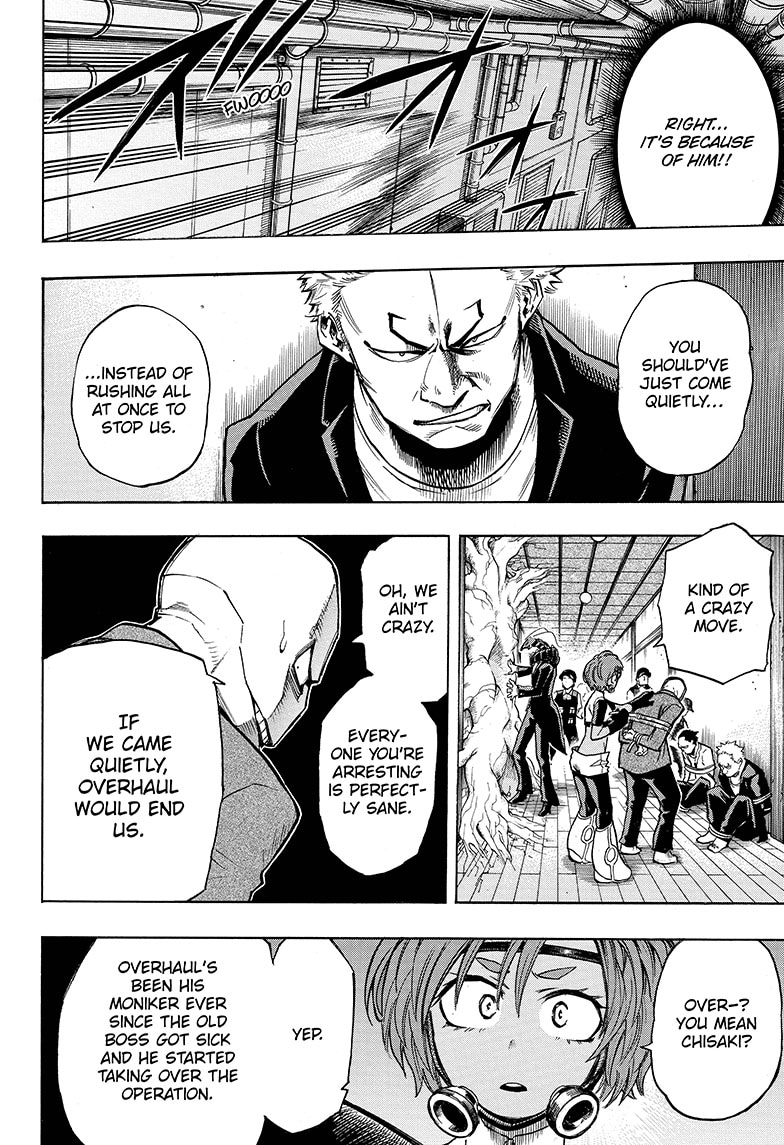 RIGHT...
IT'S BECAUSE
OF HIM!!
FWOOOO
YOU
SHOULD'VE
JUST COME
QUIETLY...
...INSTEAD OF
RUSHING ALL
AT ONCE TO
STOP US.
KIND OF
A CRAZY
MOVE.
OH, WE
AIN'T
CRAZY.
EVERY-
ONE YOU'RE
ARRESTING
IS PERFECT-
LY SANE.
IF
WE CAME
QUIETLY,
OVERHAUL
WOULD END
US.
OVER-?
YOU MEAN
CHISAKI?
YEP.
OVERHAUL'S
BEEN HIS
MONIKER EVER
SINCE THE OLD
BOSS GOT SICK
AND HE STARTED
TAKING OVER THE
OPERATION.